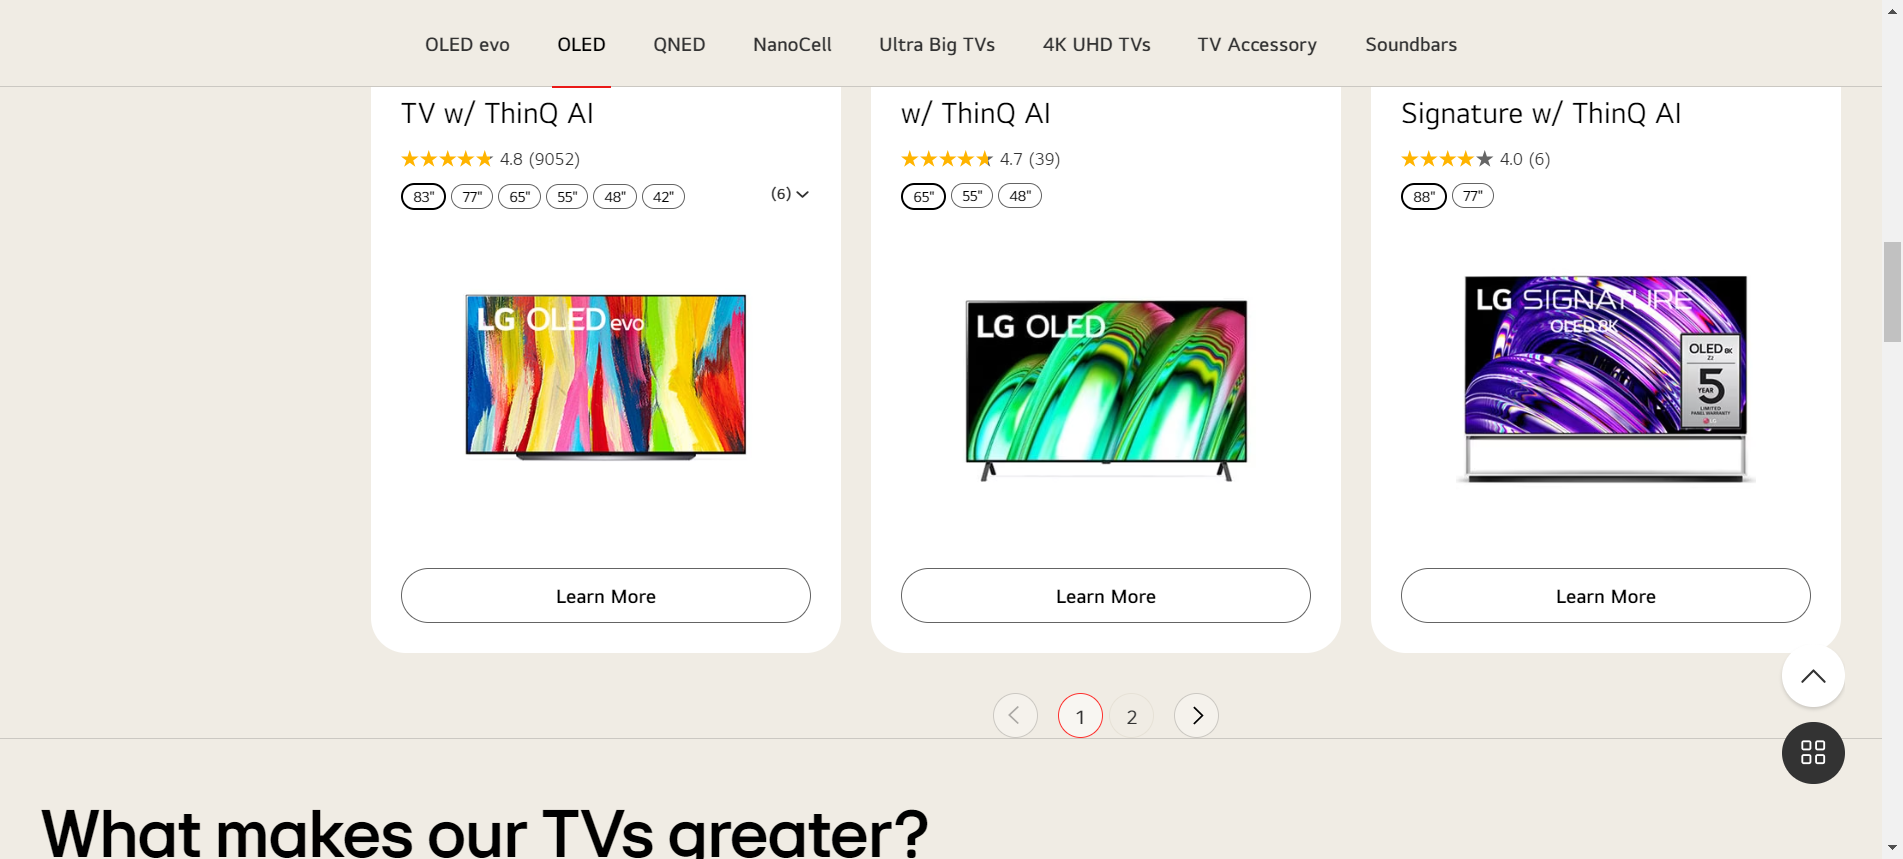 OLED evo
OLED
QNED
NanoCell
Ultra Big TVs
4K UHD TVs
TV Accessory
Soundbars
TV w/ ThinQ AI
4.8 (9052)
83" 77" 65" 55" 48" 42"
(6)
LG OLED evo
Learn More
w/ ThinQ AI
4.7 (39)
65" 55" 48"
LG OLED
Learn More
Signature w/ ThinQ AI
4.0 (6)
88" 77"
LG SIGNATURE
OLED 8K
OLED 8K
Z2
5
YEAR
LIMITED
PANEL WARRANTY
LG
Learn More
1 2
What makes our TVs greater?